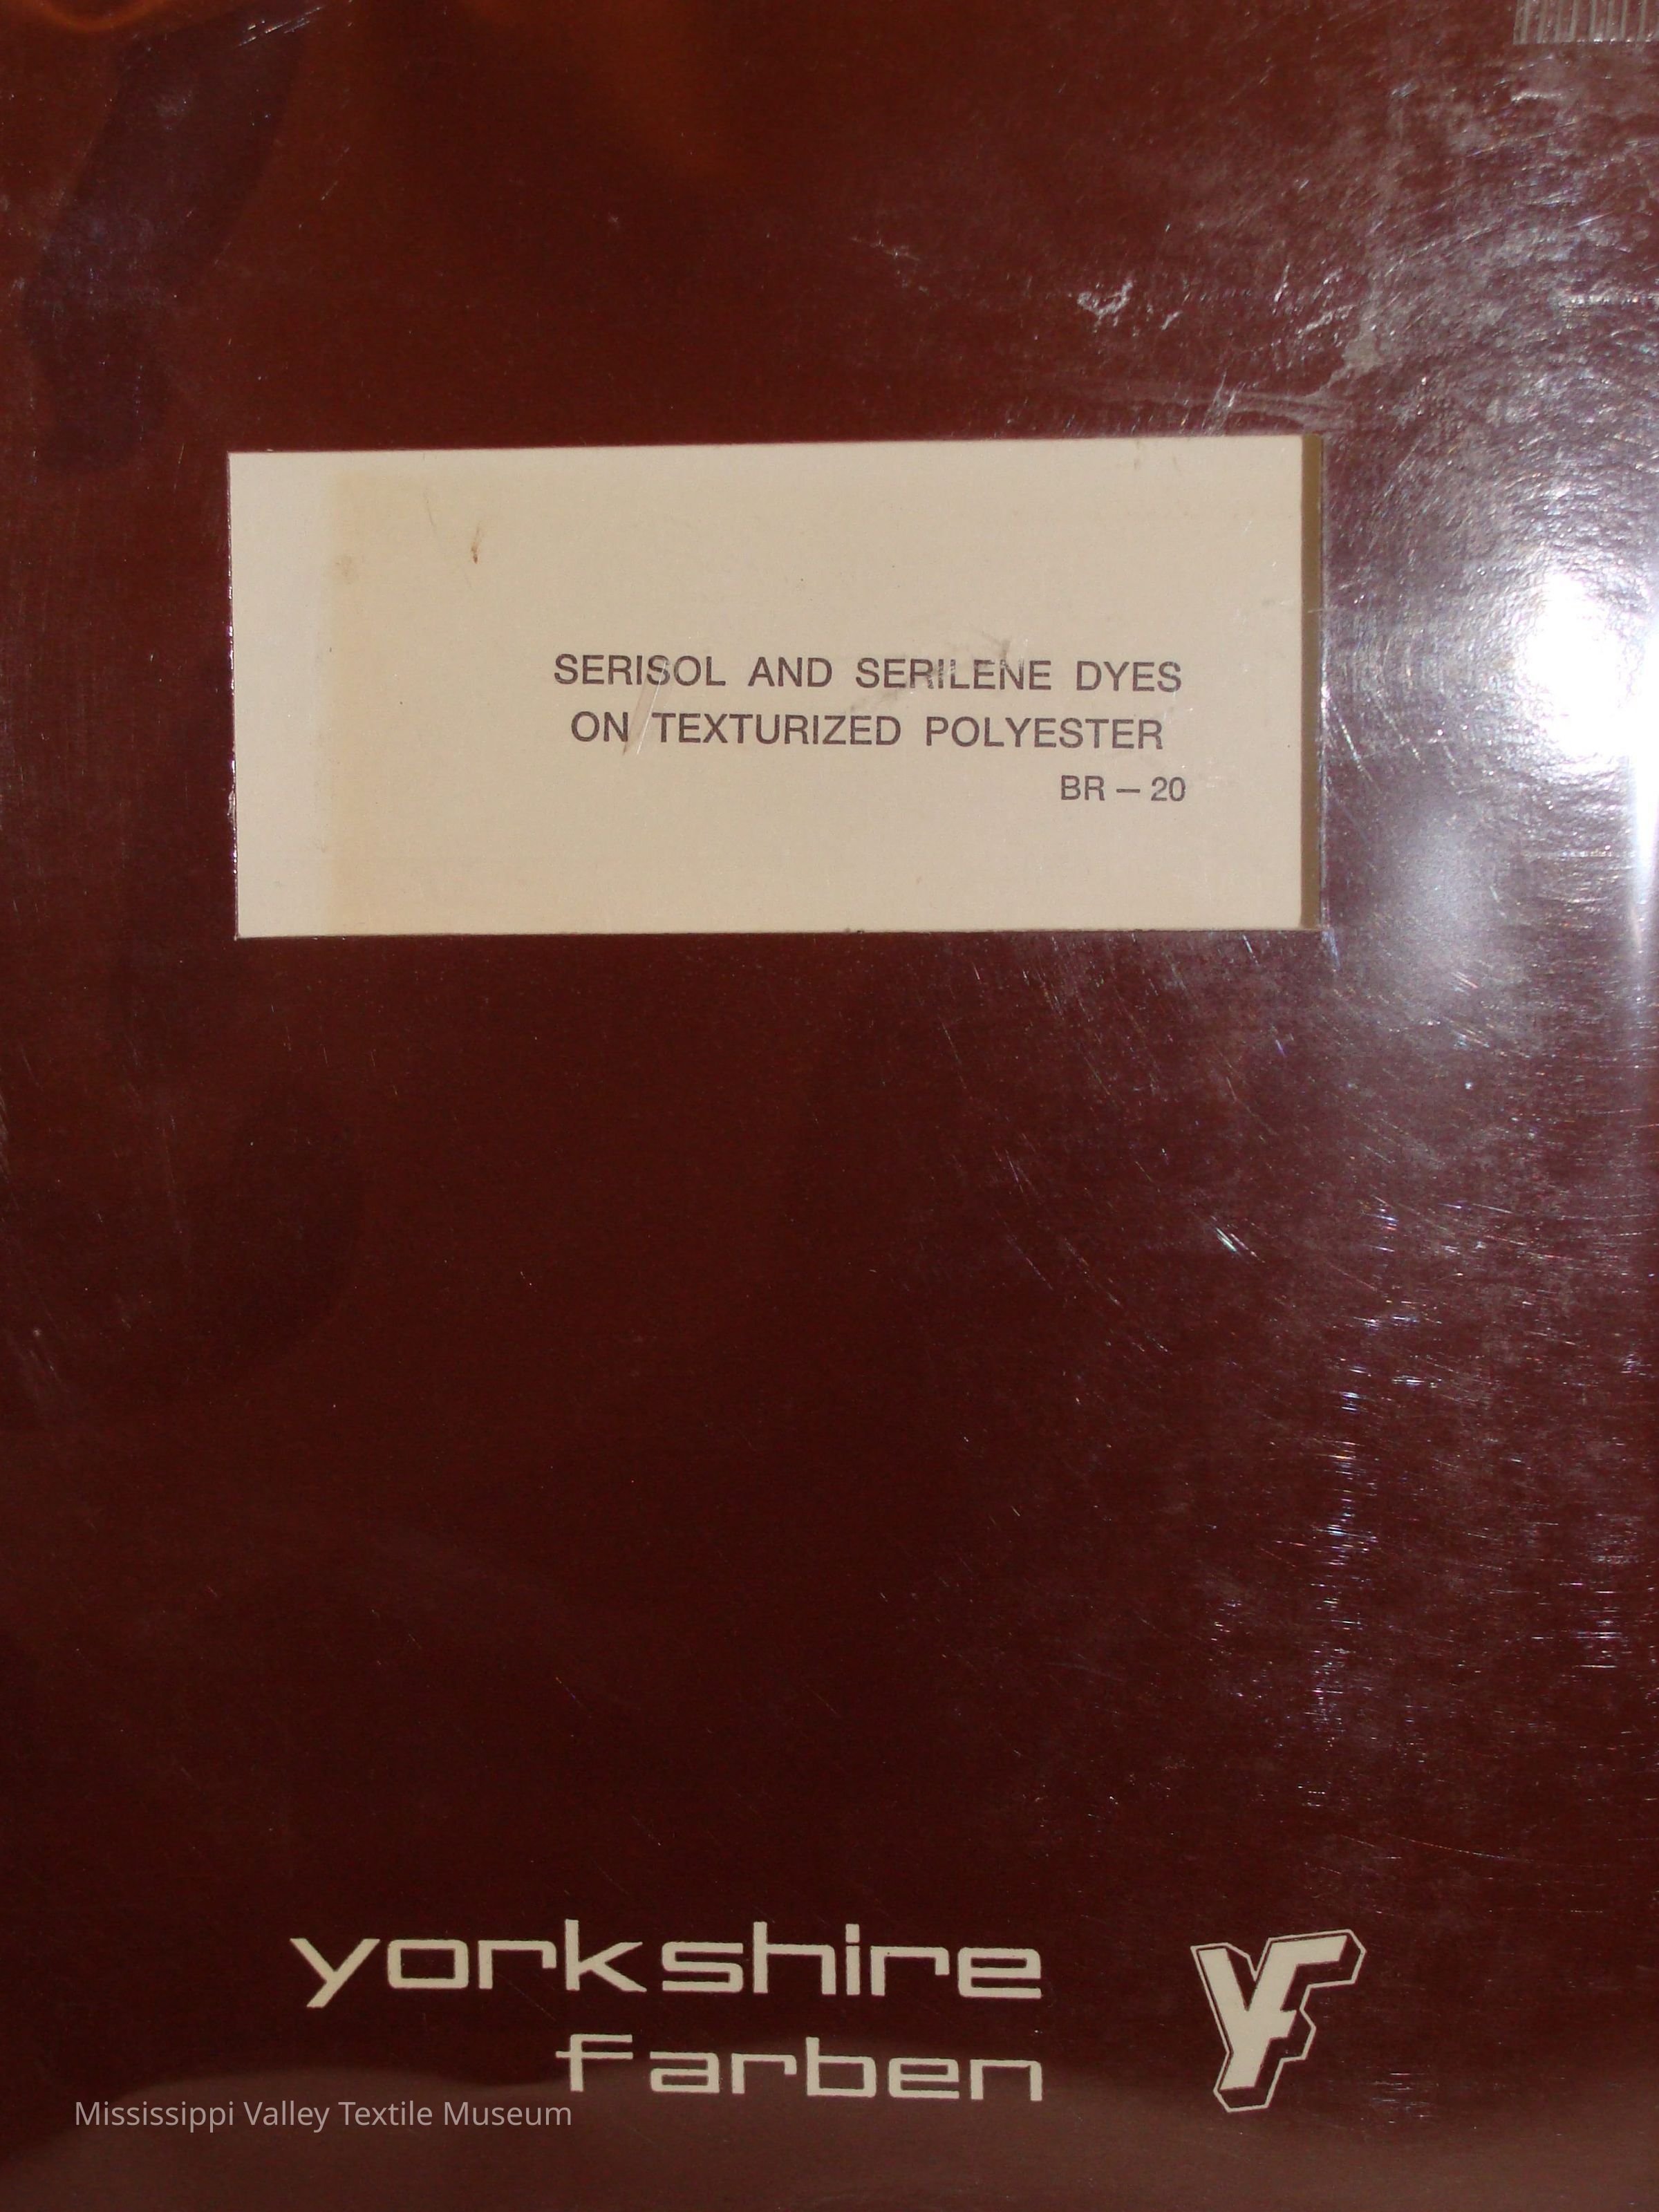 SERISOL AND SERILENE DYES
ON TEXTURIZED POLYESTER
BR — 20
yorkshire
farben
YF
Mississippi Valley Textile Museum